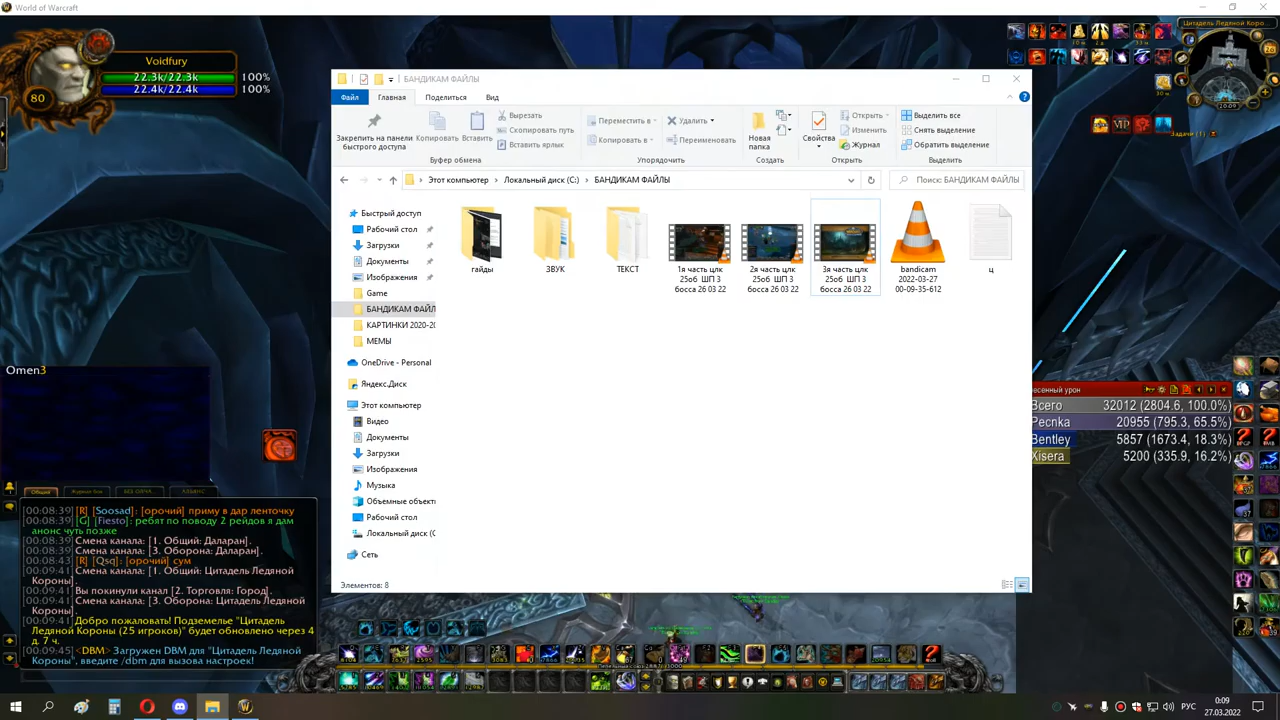 World of Warcraft
Voidfury
22.3k/22.3k 100%
22.4k/22.4k 100%
80
Цитадель Ледяной Коро...
20:09
VIP
Задачи (1)
БАНДИКАМ ФАЙЛЫ
Файл Главная Поделиться Вид
Закрепить на панели быстрого доступа
Копировать
Вставить
Вырезать
Скопировать путь
Вставить ярлык
Буфер обмена
Переместить в
Копировать в
Удалить
Переименовать
Упорядочить
Новая папка
Создать
Свойства
Открыть
Изменить
Журнал
Открыть
Выделить все
Снять выделение
Обратить выделение
Выделить
Этот компьютер Локальный диск (C:) БАНДИКАМ ФАЙЛЫ
Поиск: БАНДИКАМ ФАЙЛЫ
Быстрый доступ
Рабочий стол
Загрузки
Документы
Изображения
Game
БАНДИКАМ ФАЙЛ
КАРТИНКИ 2020-20
МЕМЫ
OneDrive - Personal
Яндекс.Диск
Этот компьютер
Видео
Документы
Загрузки
Изображения
Музыка
Объемные объект
Рабочий стол
Локальный диск (C
Сеть
гайды
ЗВУК
ТЕКСТ
1я часть цлк
25об ШП 3
босса 26 03 22
2я часть цлк
25об ШП 3
босса 26 03 22
3я часть цлк
25об ШП 3
босса 26 03 22
bandicam
2022-03-27
00-09-35-612
ц
Элементов: 8
Omen3
есенный урон
Всего 32012 (2804.6, 100.0%)
Pecnka 20955 (795.3, 65.5%)
Bentley 5857 (1673.4, 18.3%)
Xisera 5200 (335.9, 16.2%)
Общий
00:08:39] [R] [Soosad]: [орочий] приму в дар ленточку
00:08:39] [G] [Fiesto]: ребят по поводу 2 рейдов я дам
анонс чуть позже
00:08:39] Смена канала: [1. Общий: Даларан].
00:08:39] Смена канала: [3. Оборона: Даларан].
00:08:43] [R] [Qsq]: [орочий] сум
00:09:41] Смена канала: [1. Общий: Цитадель Ледяной
Короны].
00:09:41] Вы покинули канал [2. Торговля: Город].
00:09:41] Смена канала: [3. Оборона: Цитадель Ледяной
Короны].
00:09:41] Добро пожаловать! Подземелье "Цитадель
Ледяной Короны (25 игроков)" будет обновлено через 4
д. 7 ч.
00:09:45] <DBM> Загружен DBM для "Цитадель Ледяной
Короны", введите /dbm для вызова настроек!
РУС
0:09
27.03.2022